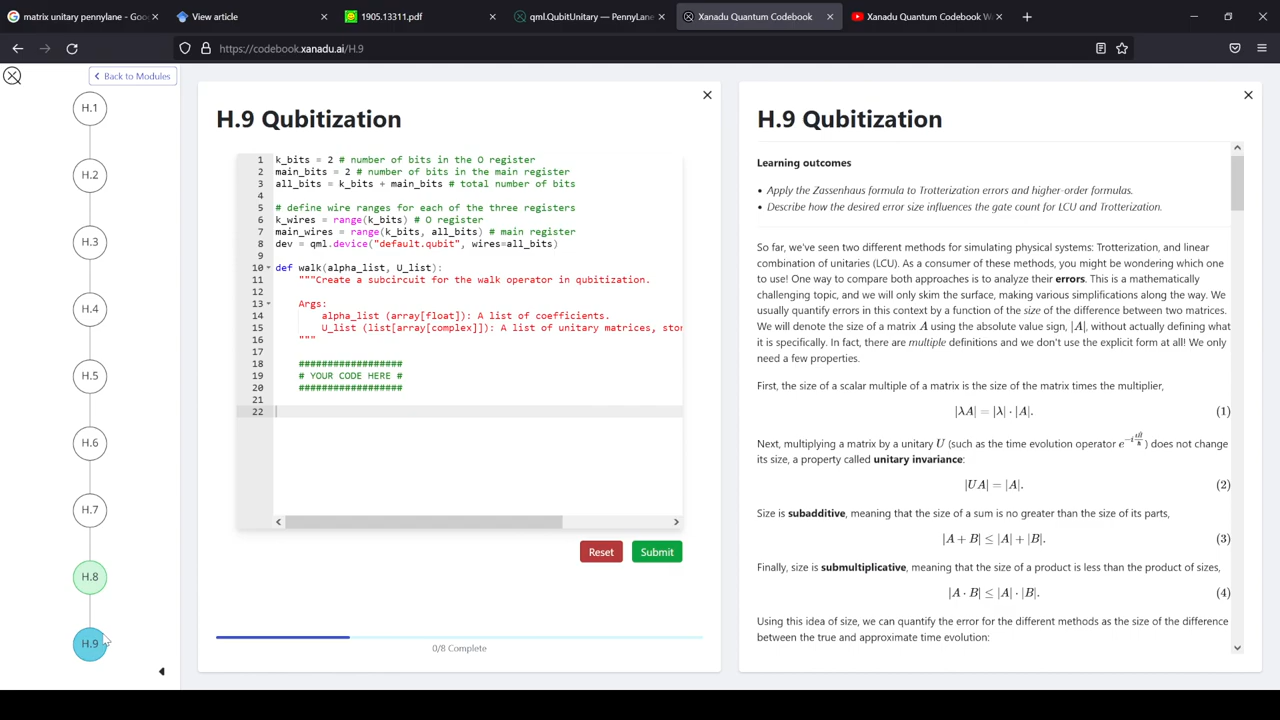 matrix unitary pennylane - Goo
View article
1905.13311.pdf
qml.QubitUnitary — PennyLane
Xanadu Quantum Codebook
Xanadu Quantum Codebook Wa
https://codebook.xanadu.ai/H.9
Back to Modules
H.1
H.2
H.3
H.4
H.5
H.6
H.7
H.8
H.9
H.9 Qubitization
1 k_bits = 2 # number of bits in the O register
2 main_bits = 2 # number of bits in the main register
3 all_bits = k_bits + main_bits # total number of bits
4
5 # define wire ranges for each of the three registers
6 k_wires = range(k_bits) # O register
7 main_wires = range(k_bits, all_bits) # main register
8 dev = qml.device("default.qubit", wires=all_bits)
9
10 def walk(alpha_list, U_list):
11 """Create a subcircuit for the walk operator in qubitization.
12
13 Args:
14 alpha_list (array[float]): A list of coefficients.
15 U_list (list[array[complex]]): A list of unitary matrices, stor
16 """
17
18 ##################
19 # YOUR CODE HERE #
20 ##################
21
22
Reset
Submit
0/8 Complete
H.9 Qubitization
Learning outcomes
• Apply the Zassenhaus formula to Trotterization errors and higher-order formulas.
• Describe how the desired error size influences the gate count for LCU and Trotterization.
So far, we've seen two different methods for simulating physical systems: Trotterization, and linear
combination of unitaries (LCU). As a consumer of these methods, you might be wondering which one
to use! One way to compare both approaches is to analyze their errors. This is a mathematically
challenging topic, and we will only skim the surface, making various simplifications along the way. We
usually quantify errors in this context by a function of the size of the difference between two matrices.
We will denote the size of a matrix A using the absolute value sign, |A|, without actually defining what
it is specifically. In fact, there are multiple definitions and we don't use the explicit form at all! We only
need a few properties.
First, the size of a scalar multiple of a matrix is the size of the matrix times the multiplier,
|λA| = |λ| · |A|. (1)
Next, multiplying a matrix by a unitary U (such as the time evolution operator ) does not change
its size, a property called unitary invariance:
|UA| = |A|. (2)
Size is subadditive, meaning that the size of a sum is no greater than the size of its parts,
|A + B| ≤ |A| + |B|. (3)
Finally, size is submultiplicative, meaning that the size of a product is less than the product of sizes,
|A · B| ≤ |A| · |B|. (4)
Using this idea of size, we can quantify the error for the different methods as the size of the difference
between the true and approximate time evolution: